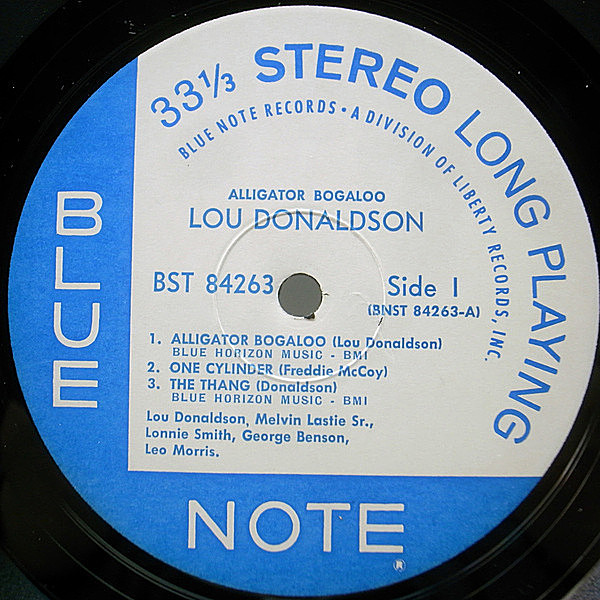 33⅓ STEREO LONG PLAYING
BLUE NOTE RECORDS • A DIVISION OF LIBERTY RECORDS, INC.
ALLIGATOR BOGALOO
LOU DONALDSON
BST 84263
Side 1
(BNST 84263-A)
1. ALLIGATOR BOGALOO (Lou Donaldson)
BLUE HORIZON MUSIC - BMI
2. ONE CYLINDER (Freddie McCoy)
3. THE THANG (Donaldson)
BLUE HORIZON MUSIC - BMI
Lou Donaldson, Melvin Lastie Sr.,
Lonnie Smith, George Benson,
Leo Morris.
BLUE
NOTE
®